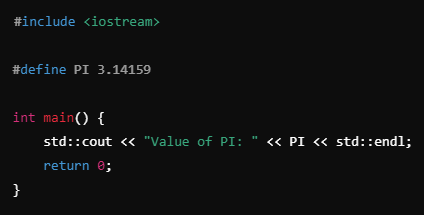 #include <iostream>
#define PI 3.14159
int main() {
    std::cout << "Value of PI: " << PI << std::endl;
    return 0;
}